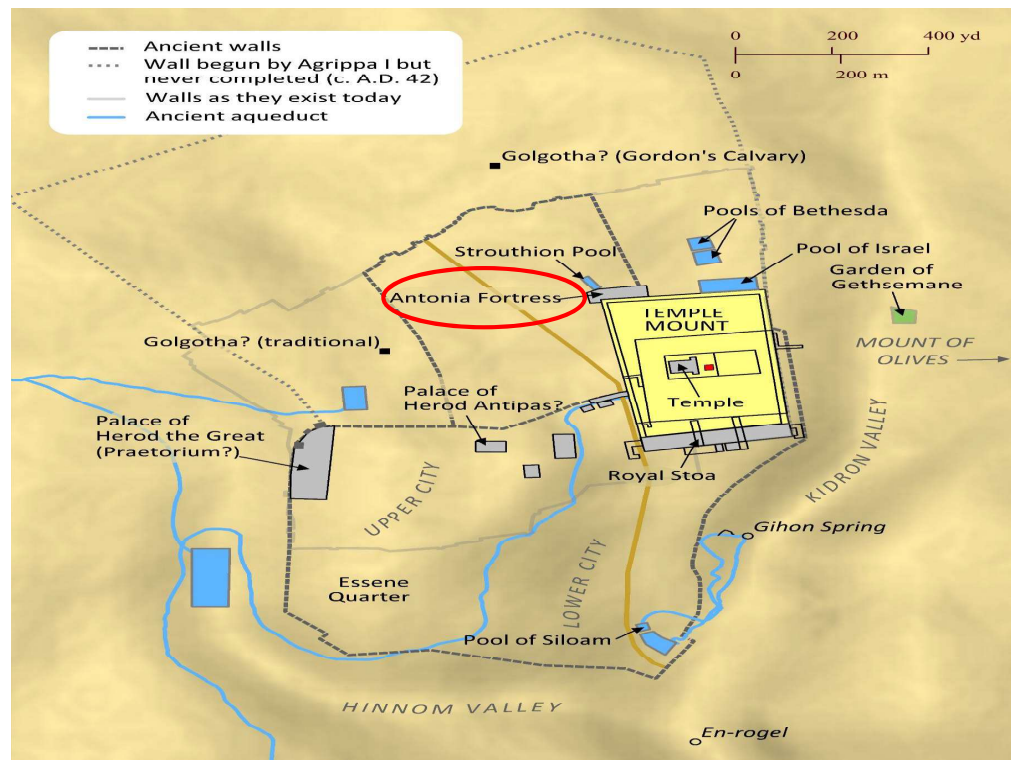 Ancient walls
Wall begun by Agrippa I but
never completed (c. A.D. 42)
Walls as they exist today
Ancient aqueduct
0 200 400 yd
0 200 m
Golgotha? (Gordon's Calvary)
Pools of Bethesda
Strouthion Pool
Pool of Israel
Garden of
Gethsemane
Antonia Fortress
TEMPLE
MOUNT
MOUNT OF
OLIVES
Golgotha? (traditional)
Palace of
Herod Antipas?
Temple
Palace of
Herod the Great
(Praetorium?)
Royal Stoa
KIDRON VALLEY
UPPER CITY
Gihon Spring
Essene
Quarter
LOWER CITY
Pool of Siloam
HINNOM VALLEY
En-rogel